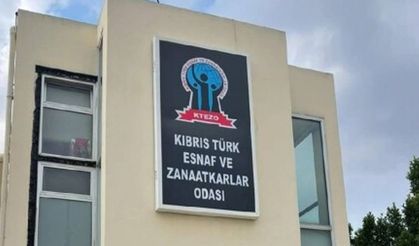 KTEZO
KIBRIS TÜRK
ESNAF VE
ZANAATKARLAR
ODASI